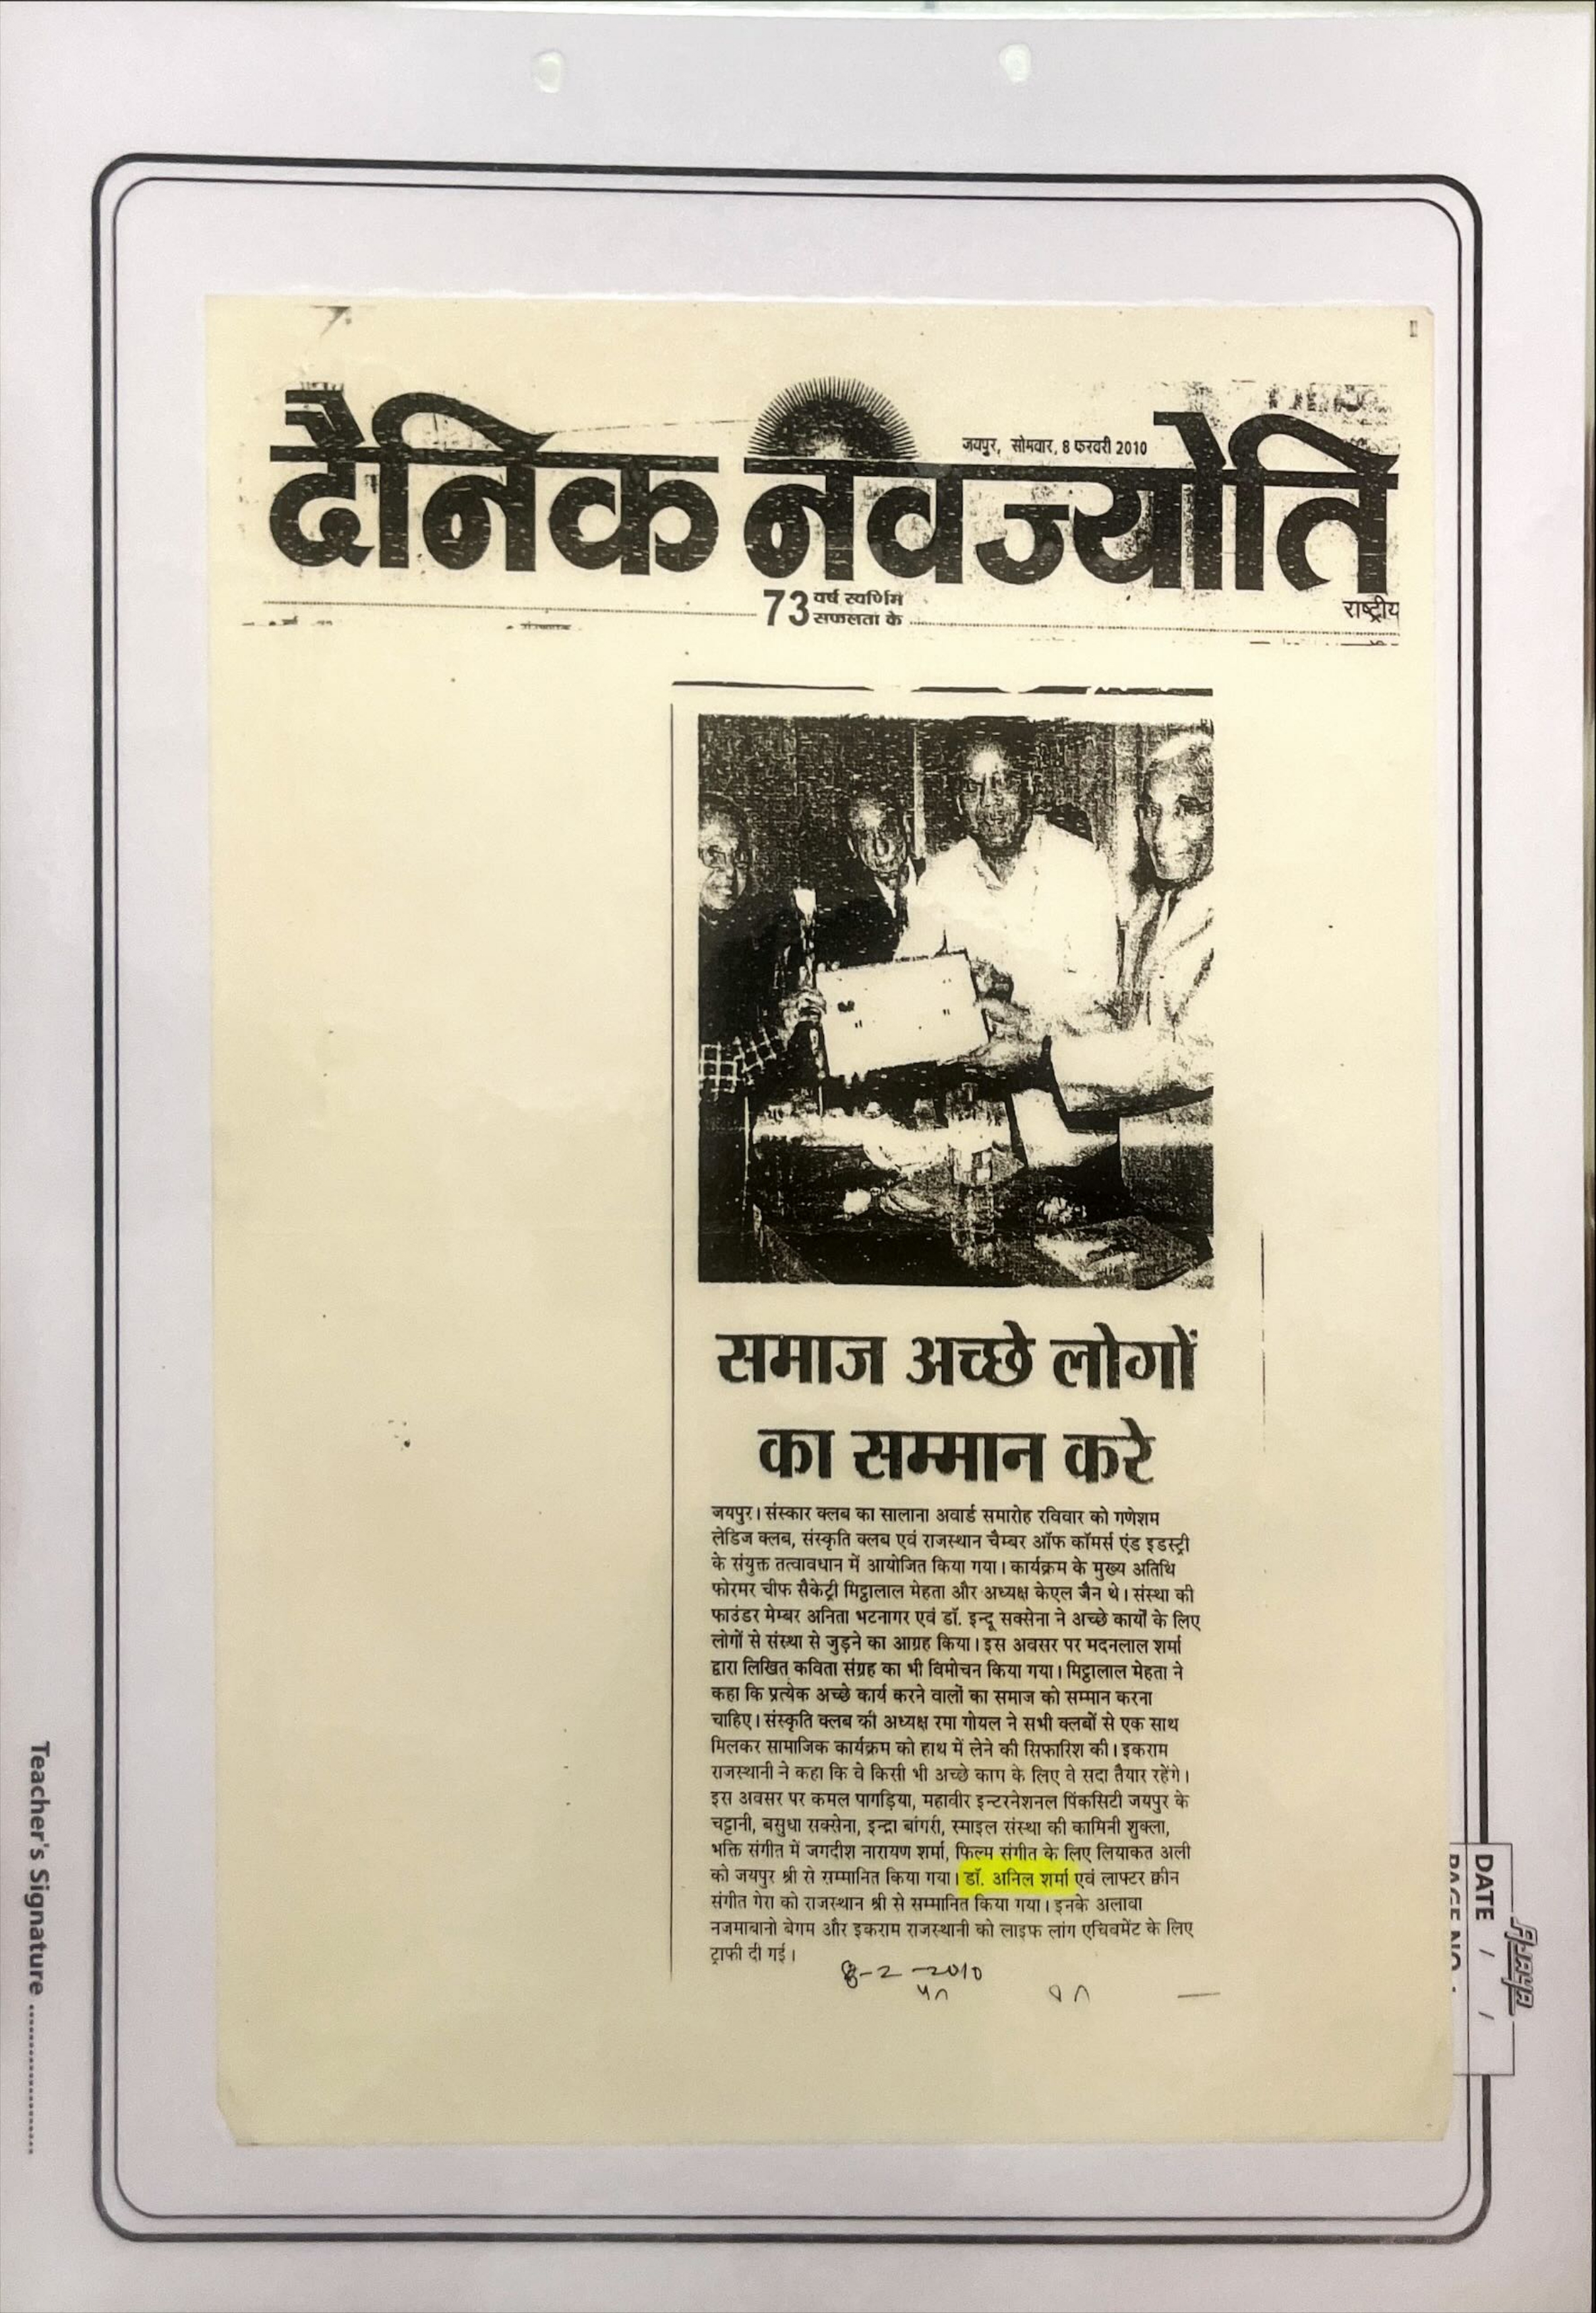 जयपुर, सोमवार, 8 फरवरी 2010
दैनिक नवज्योति
73 वर्ष स्वर्णिम
सफलता के
राष्ट्रीय
समाज अच्छे लोगों
का सम्मान करे
जयपुर। संस्कार क्लब का सालाना अवार्ड समारोह रविवार को गणेशम
लेडिज क्लब, संस्कृति क्लब एवं राजस्थान चैम्बर ऑफ कॉमर्स एंड इडस्ट्री
के संयुक्त तत्वावधान में आयोजित किया गया। कार्यक्रम के मुख्य अतिथि
फोरमर चीफ सैकेट्री मिट्ठालाल मेहता और अध्यक्ष केएल जैन थे। संस्था की
फाउंडर मेम्बर अनिता भटनागर एवं डॉ. इन्दू सक्सेना ने अच्छे कार्यों के लिए
लोगों से संस्था से जुड़ने का आग्रह किया। इस अवसर पर मदनलाल शर्मा
द्वारा लिखित कविता संग्रह का भी विमोचन किया गया। मिट्ठालाल मेहता ने
कहा कि प्रत्येक अच्छे कार्य करने वालों का समाज को सम्मान करना
चाहिए। संस्कृति क्लब की अध्यक्ष रमा गोयल ने सभी क्लबों से एक साथ
मिलकर सामाजिक कार्यक्रम को हाथ में लेने की सिफारिश की। इकराम
राजस्थानी ने कहा कि वे किसी भी अच्छे काम के लिए वे सदा तैयार रहेंगे।
इस अवसर पर कमल पागड़िया, महावीर इन्टरनेशनल पिंकसिटी जयपुर के
चट्टानी, बसुधा सक्सेना, इन्द्रा बांगरी, स्माइल संस्था की कामिनी शुक्ला,
भक्ति संगीत में जगदीश नारायण शर्मा, फिल्म संगीत के लिए लियाकत अली
को जयपुर श्री से सम्मानित किया गया। डॉ. अनिल शर्मा एवं लाफ्टर क्वीन
संगीत गेरा को राजस्थान श्री से सम्मानित किया गया। इनके अलावा
नजमाबानो बेगम और इकराम राजस्थानी को लाइफ लांग एचिवमेंट के लिए
ट्राफी दी गई।
8-2-2010
Teacher's Signature ........................
DATE / /